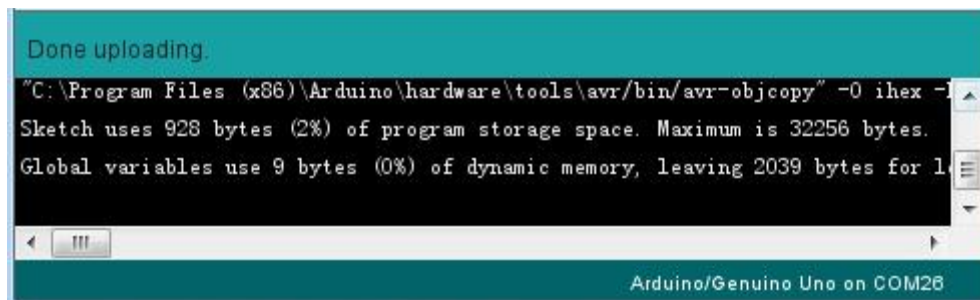 Done uploading.
"C:\Program Files (x86)\Arduino\hardware\tools\avr/bin/avr-objcopy" -O ihex
Sketch uses 928 bytes (2%) of program storage space. Maximum is 32256 bytes.
Global variables use 9 bytes (0%) of dynamic memory, leaving 2039 bytes for
Arduino/Genuino Uno on COM26